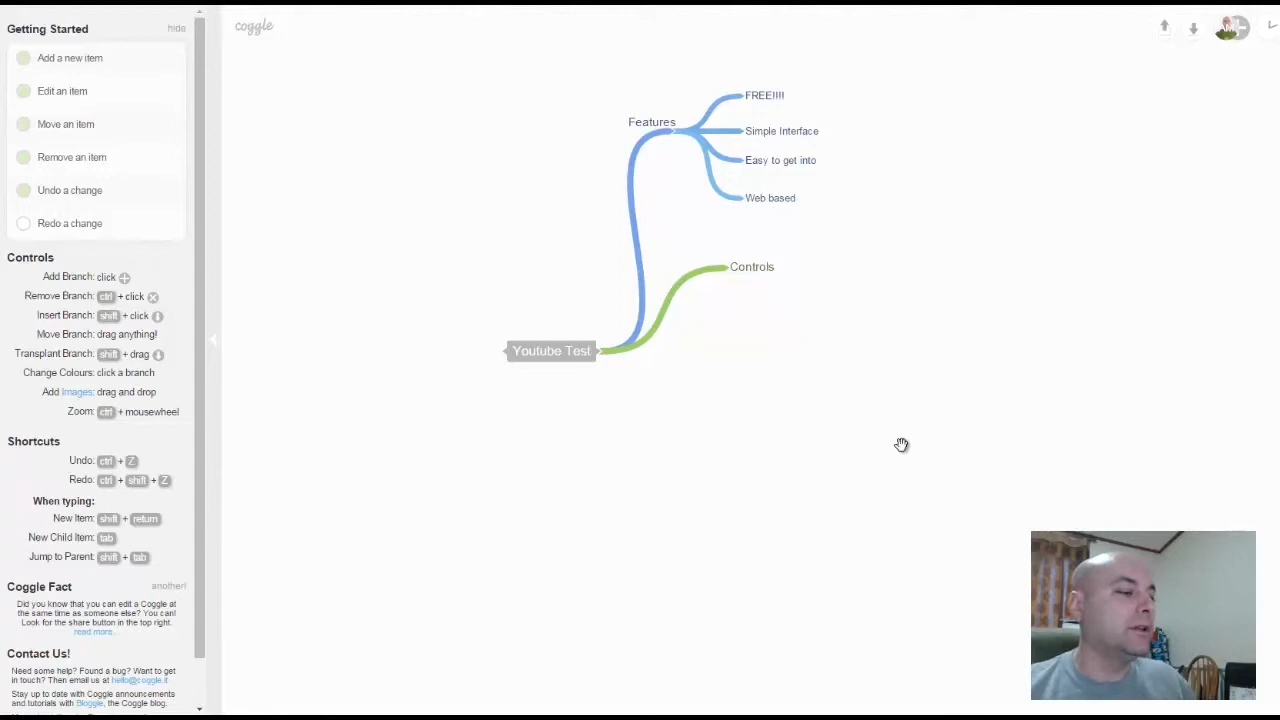 Getting Started
hide
Add a new item
Edit an item
Move an item
Remove an item
Undo a change
Redo a change
Controls
Add Branch: click
Remove Branch: ctrl + click
Insert Branch: shift + click
Move Branch: drag anything!
Transplant Branch: shift + drag
Change Colours: click a branch
Add Images: drag and drop
Zoom: ctrl + mousewheel
Shortcuts
Undo: ctrl + Z
Redo: ctrl + shift + Z
When typing:
New Item: shift + return
New Child Item: tab
Jump to Parent: shift + tab
Coggle Fact
another!
Did you know that you can edit a Coggle at
the same time as someone else? You can!
Look for the share button in the top right.
read more...
Contact Us!
Need some help? Found a bug? Want to
get in touch? Then email us at hello@coggle.it
Stay up to date with Coggle announcements
and tutorials with Bloggle, the Coggle blog.
coggle
Features
FREE!!!!
Simple Interface
Easy to get into
Web based
Controls
Youtube Test